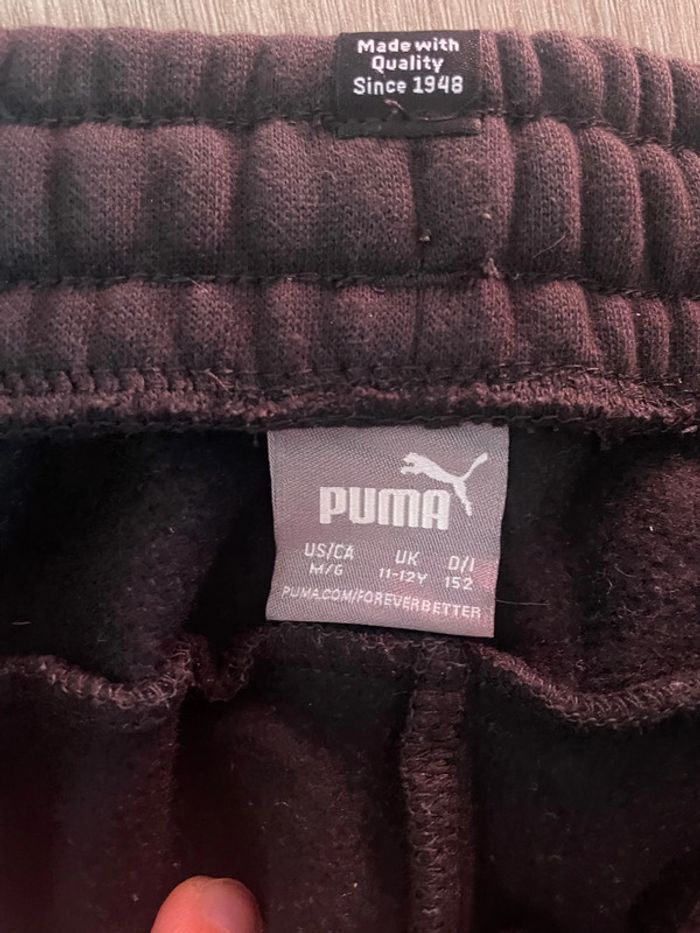 Made with
Quality
Since 1948
PUMA
US/CA UK D/I
M/G 11-12Y 152
PUMA.COM/FOREVERBETTER